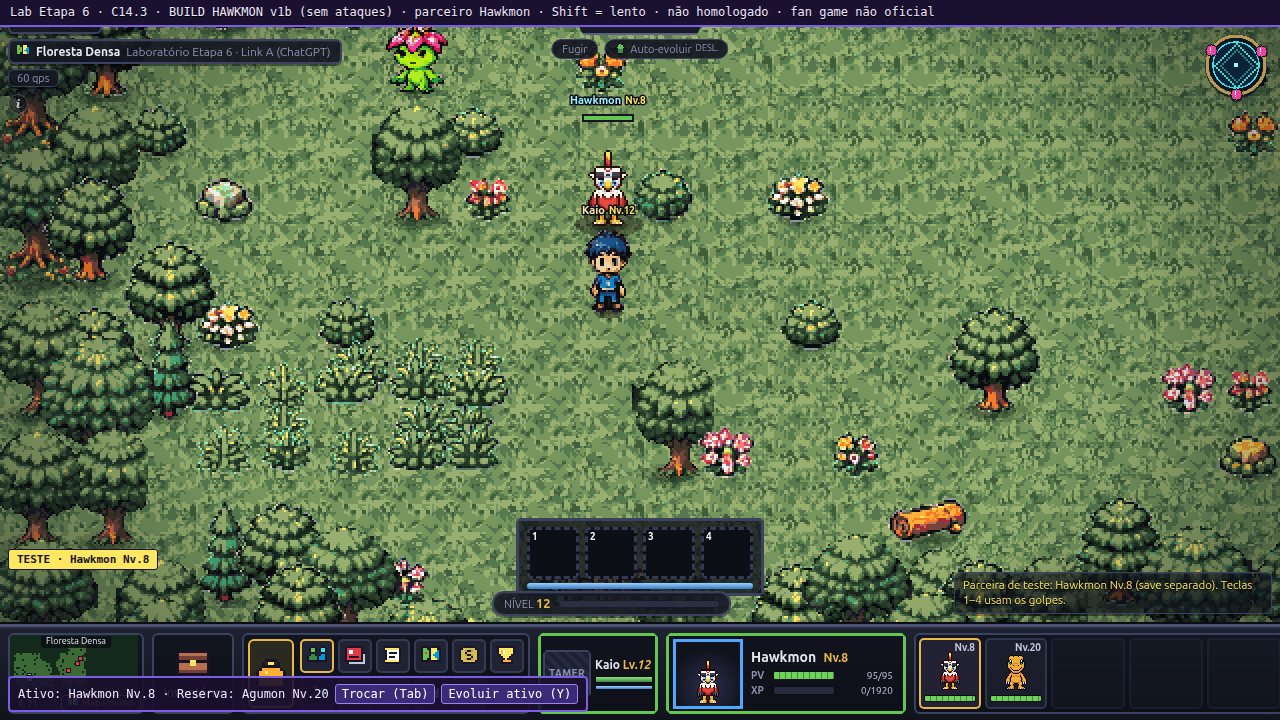 Lab Etapa 6 · C14.3 · BUILD HAWKMON v1b (sem ataques) · parceiro Hawkmon · Shift = lento · não homologado · fan game não oficial
Floresta Densa Laboratório Etapa 6 · Link A (ChatGPT)
Fugir
Auto-evoluir DESL.
60 qps
i
Hawkmon Nv.8
Kaio Nv.12
1 2 3 4
NÍVEL 12
TESTE · Hawkmon Nv.8
Parceira de teste: Hawkmon Nv.8 (save separado). Teclas
1–4 usam os golpes.
Floresta Densa
TAMER
Kaio Lv.12
Hawkmon Nv.8
PV 95/95
XP 0/1920
Nv.8
Nv.20
Ativo: Hawkmon Nv.8 · Reserva: Agumon Nv.20 Trocar (Tab) Evoluir ativo (Y)